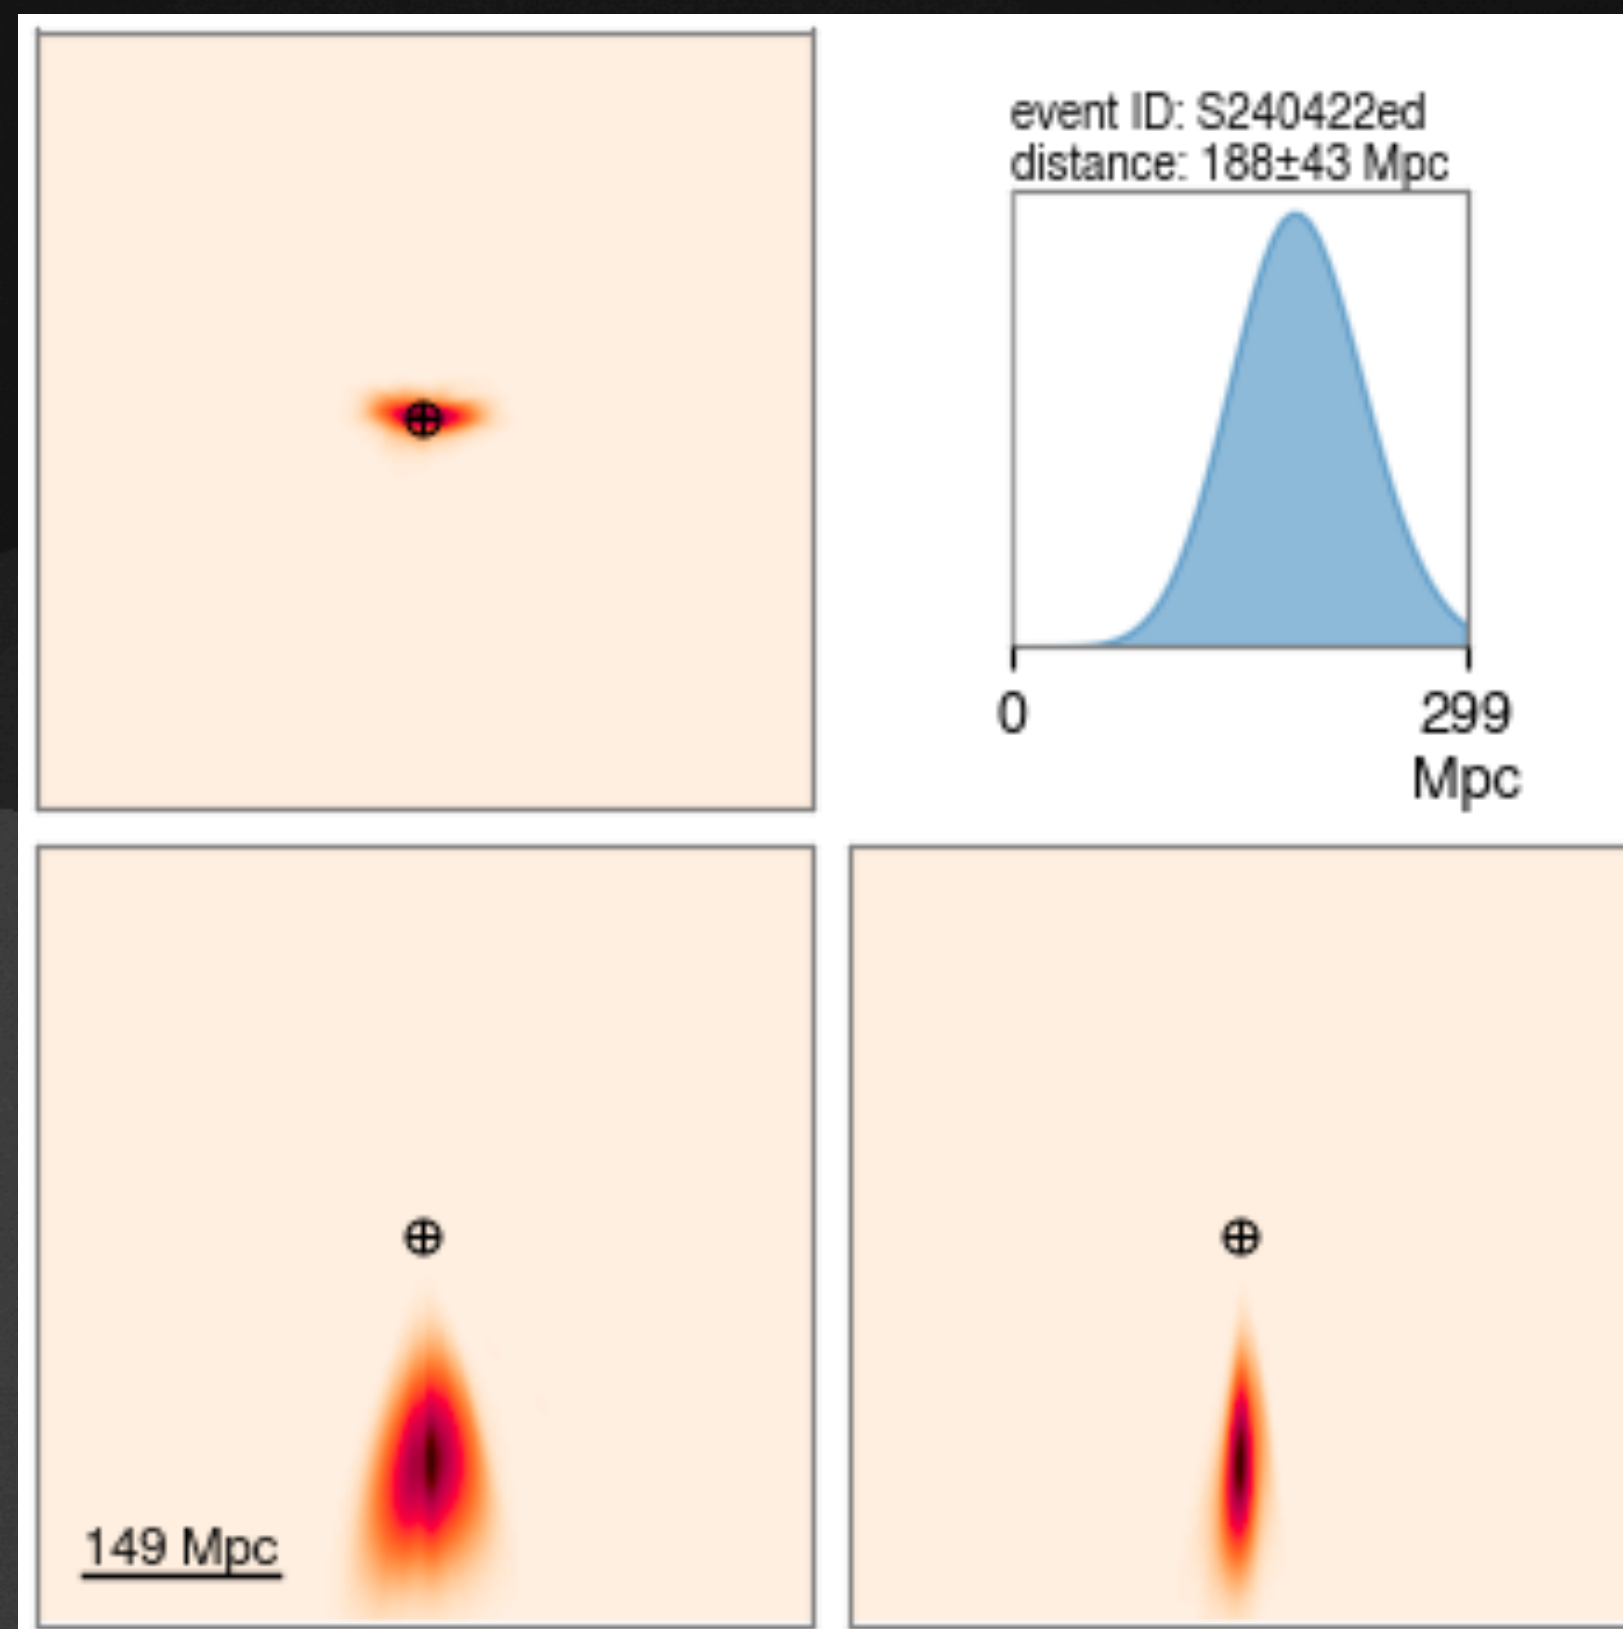 event ID: S240422ed
distance: 188±43 Mpc
0
299
Mpc
149 Mpc